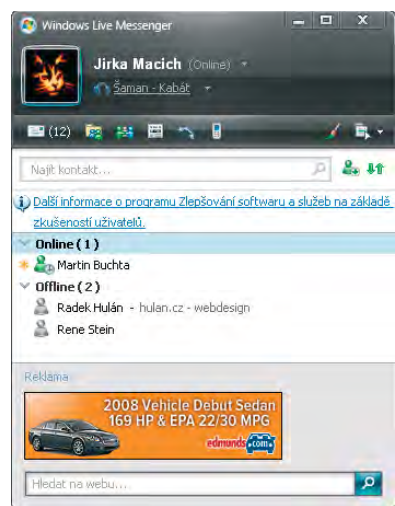 Windows Live Messenger
Jirka Macich (Online)
Šaman - Kabát
(12)
Najít kontakt...
Další informace o programu Zlepšování softwaru a služeb na základě
zkušeností uživatelů.
Online (1)
Martin Buchta
Offline (2)
Radek Hulán - hulan.cz - webdesign
Rene Stein
Reklama
2008 Vehicle Debut Sedan
169 HP & EPA 22/30 MPG
edmunds.com
Hledat na webu...